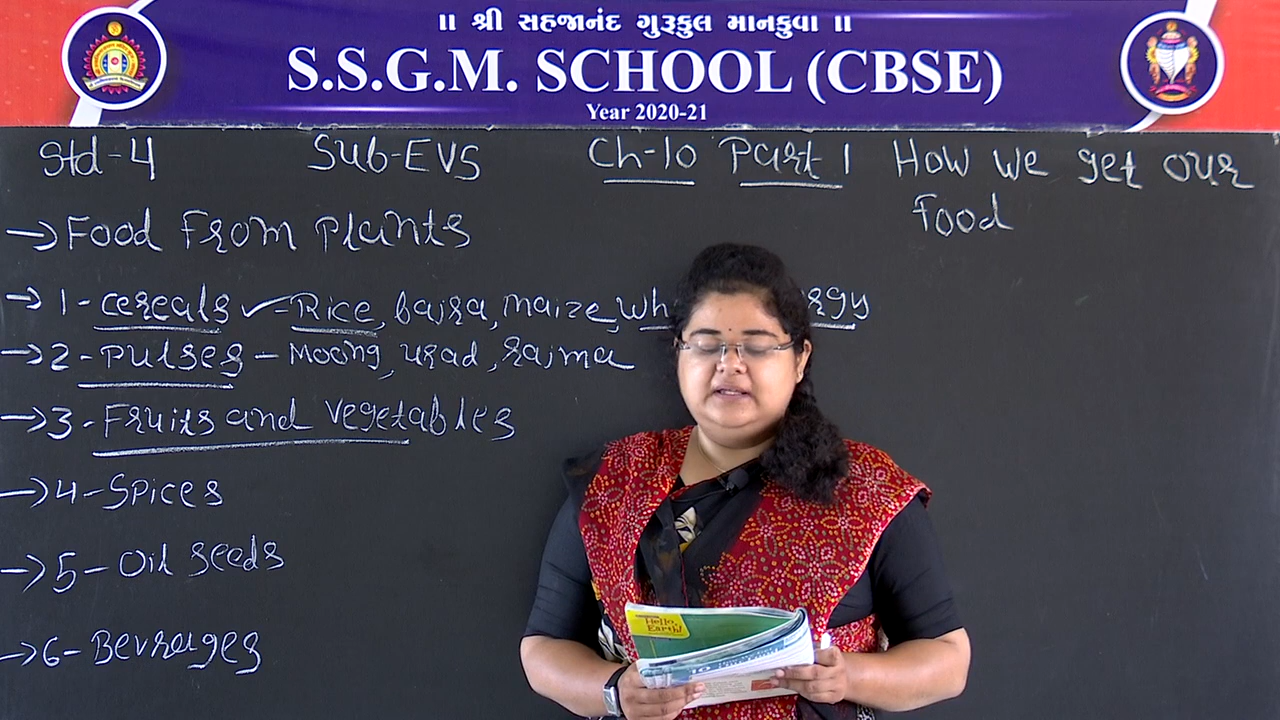 ॥ શ્રી સહજાનંદ ગુરૂકુલ માનકુવા ॥
S.S.G.M. SCHOOL (CBSE)
Year 2020-21
Std-4 Sub-EVS Ch-10 Part 1 How we get our
Food
→ Food From Plants
→ 1- cereals ✓ - Rice, bajra, maize,
→ 2- Pulses - Moong, urad, rajma
→ 3- Fruits and vegetables
→ 4- Spices
→ 5- Oil seeds
→ 6- Bevrages
Hello,
Earth!